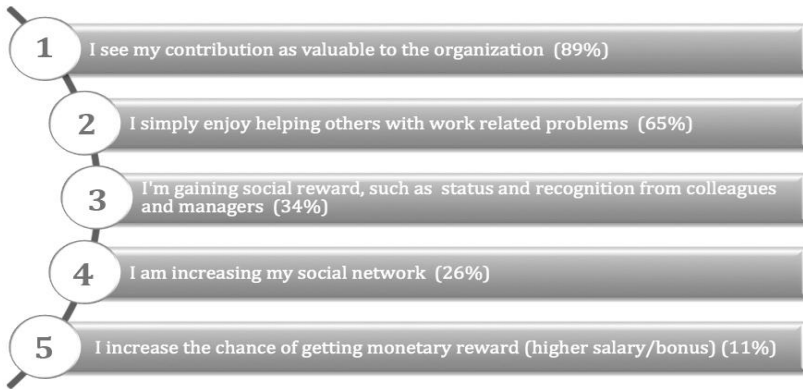 1
I see my contribution as valuable to the organization (89%)
2
I simply enjoy helping others with work related problems (65%)
3
I'm gaining social reward, such as status and recognition from colleagues
and managers (34%)
4
I am increasing my social network (26%)
5
I increase the chance of getting monetary reward (higher salary/bonus) (11%)